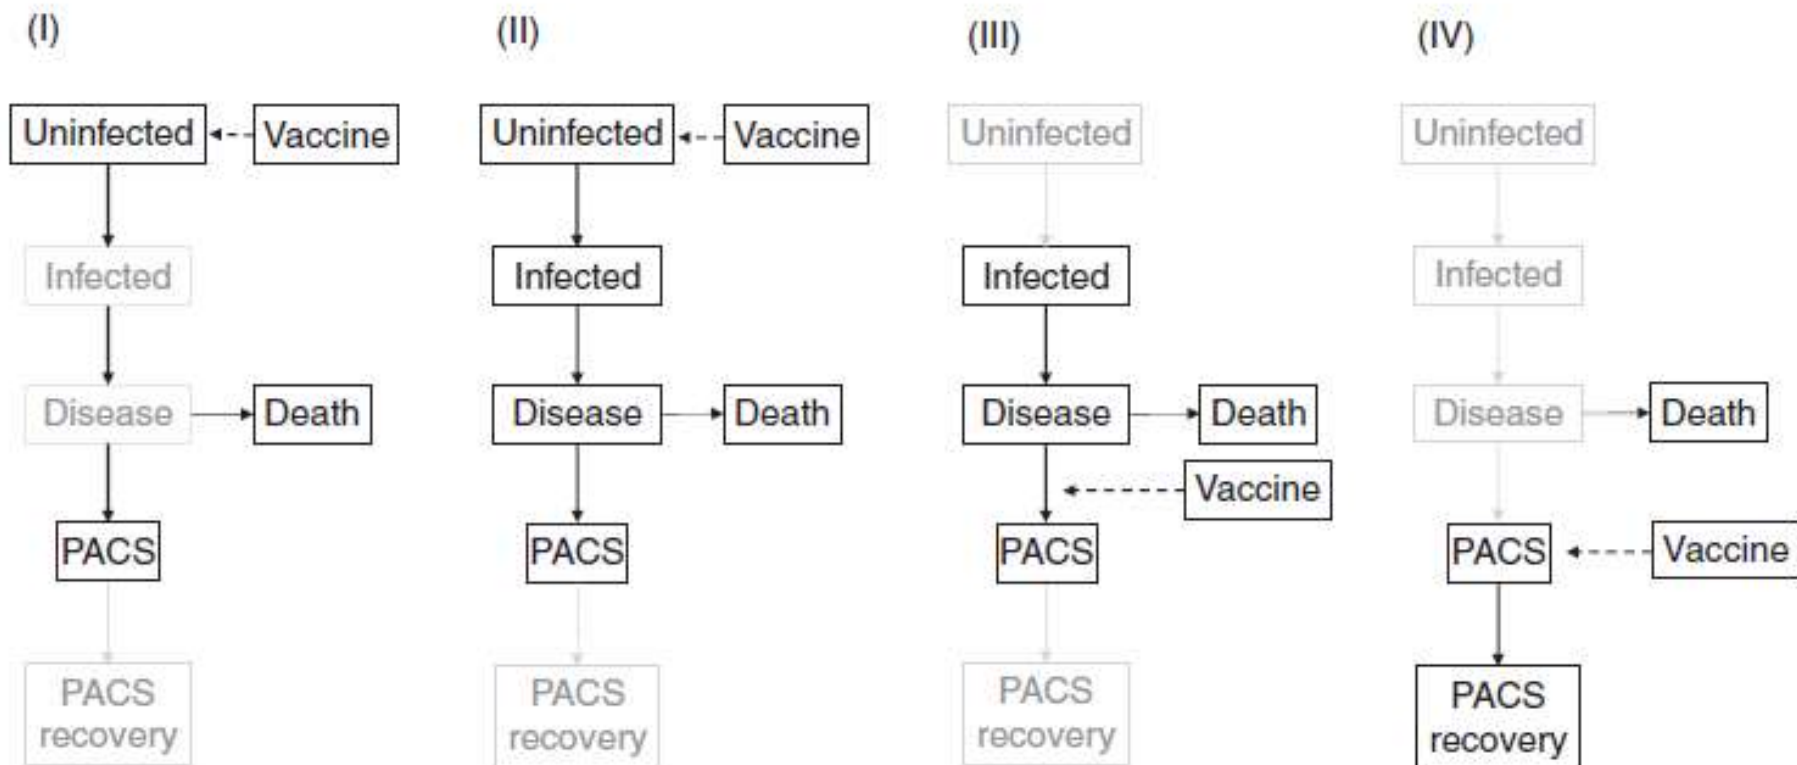 (I)
Uninfected
Vaccine
Infected
Disease
Death
PACS
PACS
recovery
(II)
Uninfected
Vaccine
Infected
Disease
Death
PACS
PACS
recovery
(III)
Uninfected
Infected
Disease
Death
Vaccine
PACS
PACS
recovery
(IV)
Uninfected
Infected
Disease
Death
PACS
Vaccine
PACS
recovery